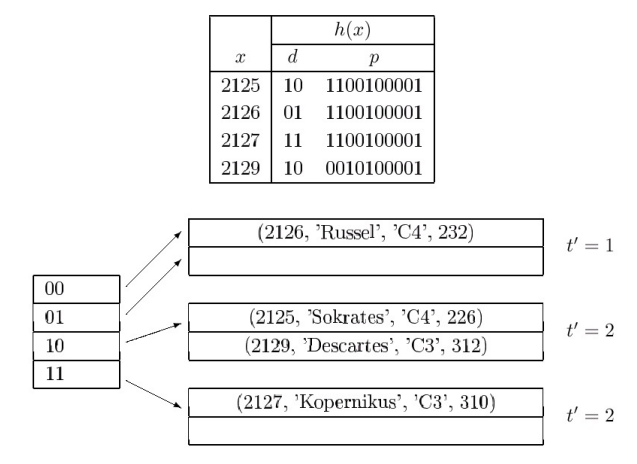 h(x)
x d p
2125 10 1100100001
2126 01 1100100001
2127 11 1100100001
2129 10 0010100001
(2126, ’Russel’, ’C4’, 232)
t′ = 1
00
01
10
11
(2125, ’Sokrates’, ’C4’, 226)
(2129, ’Descartes’, ’C3’, 312)
t′ = 2
(2127, ’Kopernikus’, ’C3’, 310)
t′ = 2